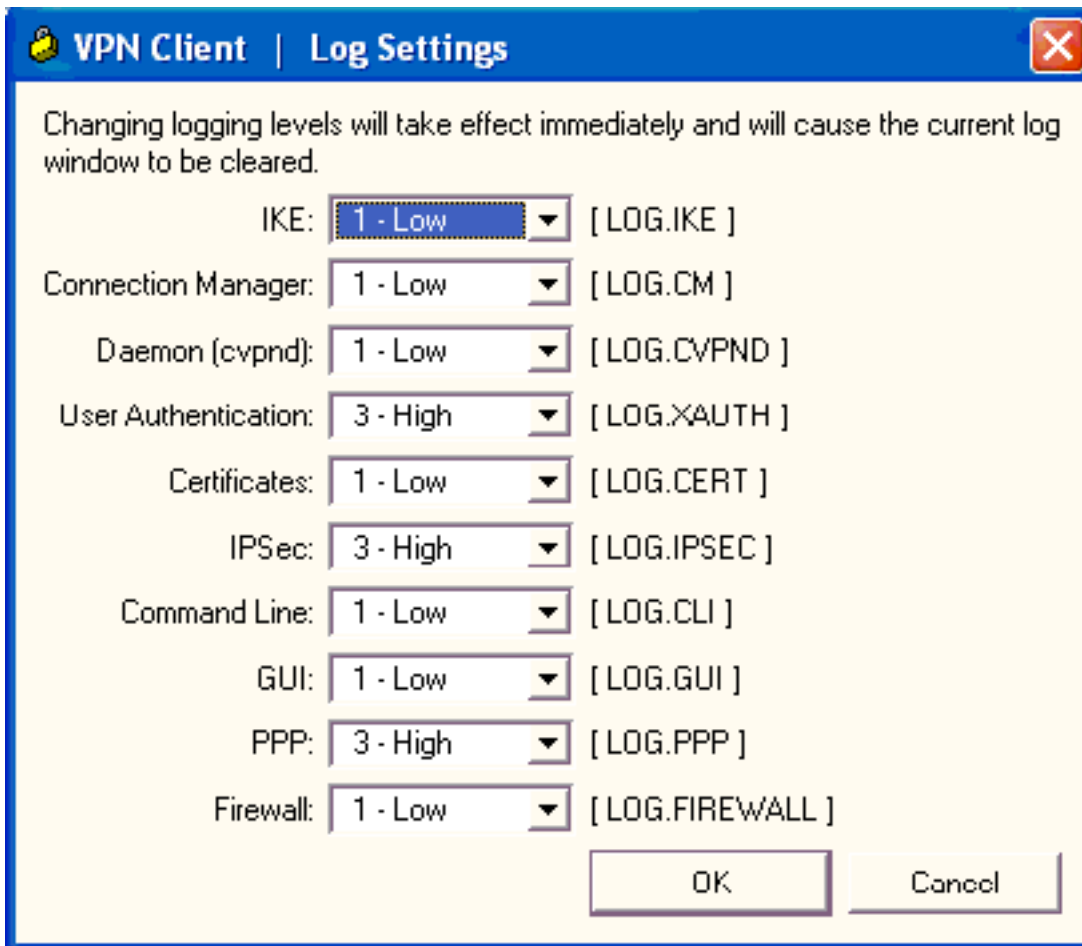 VPN Client | Log Settings
Changing logging levels will take effect immediately and will cause the current log
window to be cleared.
IKE: 1 - Low [ LOG.IKE ]
Connection Manager: 1 - Low [ LOG.CM ]
Daemon (cvpnd): 1 - Low [ LOG.CVPND ]
User Authentication: 3 - High [ LOG.XAUTH ]
Certificates: 1 - Low [ LOG.CERT ]
IPSec: 3 - High [ LOG.IPSEC ]
Command Line: 1 - Low [ LOG.CLI ]
GUI: 1 - Low [ LOG.GUI ]
PPP: 3 - High [ LOG.PPP ]
Firewall: 1 - Low [ LOG.FIREWALL ]
OK Cancel